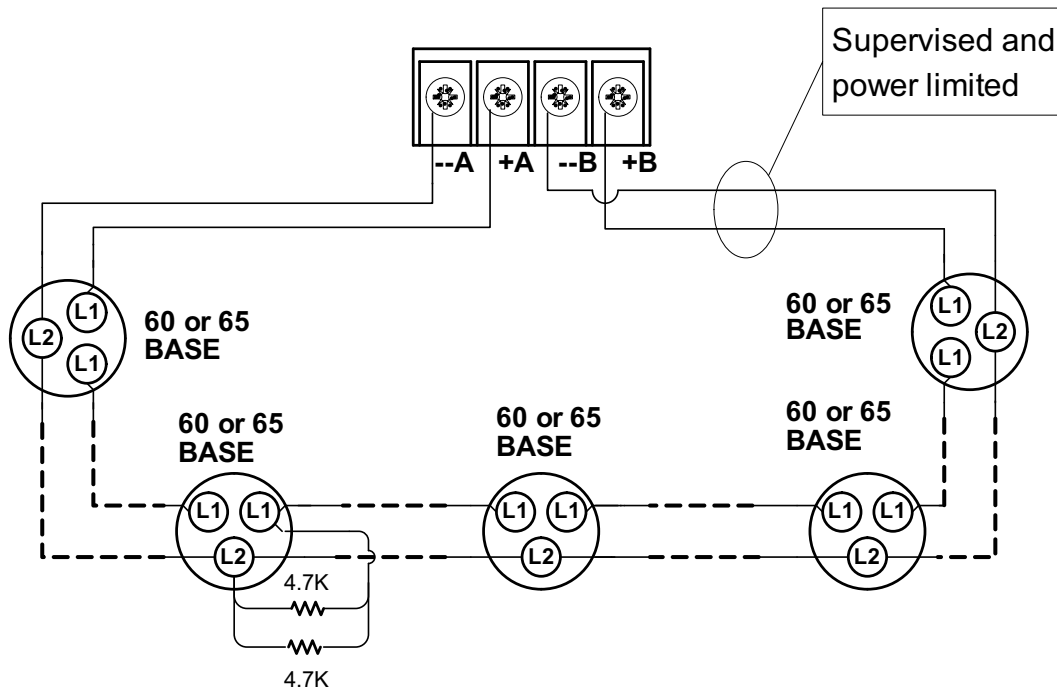 Supervised and
power limited
--A +A --B +B
60 or 65
BASE
L1
L2
L1
60 or 65
BASE
L1
L2
L1
60 or 65
BASE
L1 L1
L2
60 or 65
BASE
L1 L1
L2
60 or 65
BASE
L1 L1
L2
4.7K
4.7K